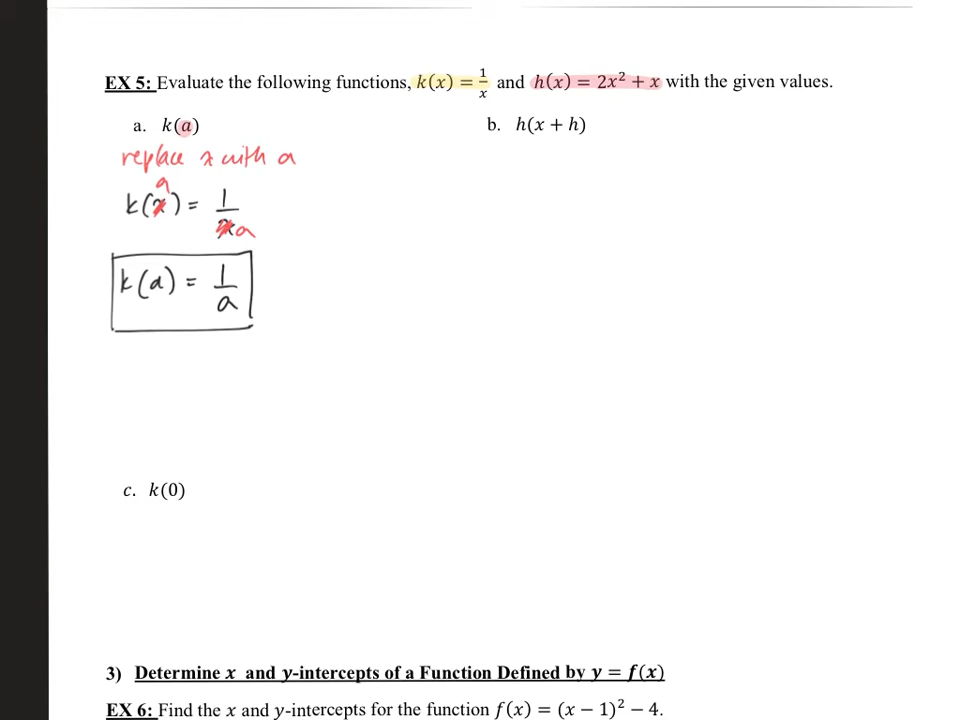 EX 5: Evaluate the following functions, k(x) = 1/x and h(x) = 2x² + x with the given values.
a. k(a)
b. h(x + h)
replace x with a
a
k(x) = 1/x a
k(a) = 1/a
c. k(0)
3) Determine x and y-intercepts of a Function Defined by y = f(x)
EX 6: Find the x and y-intercepts for the function f(x) = (x − 1)² − 4.